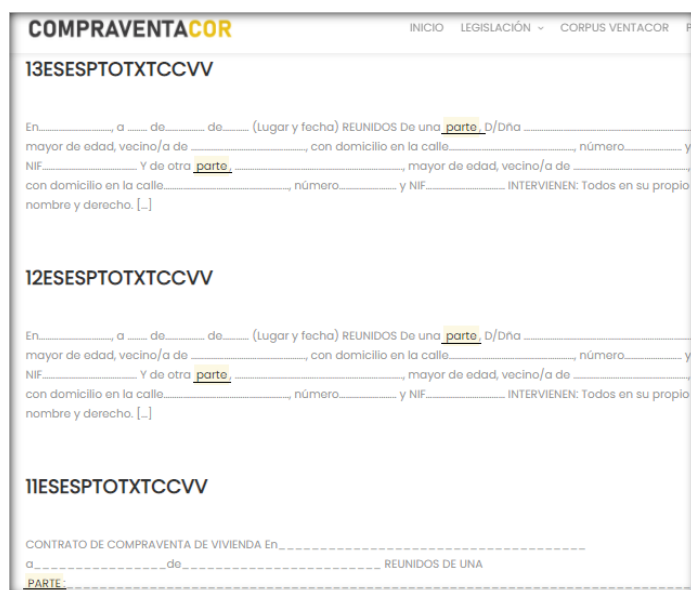 COMPRAVENTACOR
INICIO LEGISLACIÓN CORPUS VENTACOR P
13ESESPTOTXTCCVV
En............................, a ....... de............... de.......... (Lugar y fecha) REUNIDOS De una parte, D/Dña ................................................................
mayor de edad, vecino/a de ..........................................., con domicilio en la calle..............................................., número..................... y
NIF.................................... Y de otra parte, ................................................................, mayor de edad, vecino/a de ...........................................,
con domicilio en la calle..............................................., número..................... y NIF.............................. INTERVIENEN: Todos en su propio
nombre y derecho. […]
12ESESPTOTXTCCVV
En............................, a ....... de............... de.......... (Lugar y fecha) REUNIDOS De una parte, D/Dña ................................................................
mayor de edad, vecino/a de ..........................................., con domicilio en la calle..............................................., número..................... y
NIF.................................... Y de otra parte, ................................................................, mayor de edad, vecino/a de ...........................................,
con domicilio en la calle..............................................., número..................... y NIF.............................. INTERVIENEN: Todos en su propio
nombre y derecho. […]
11ESESPTOTXTCCVV
CONTRATO DE COMPRAVENTA DE VIVIENDA En_____________________________________
a________________de________________________ REUNIDOS DE UNA
PARTE:____________________________________________________________________________